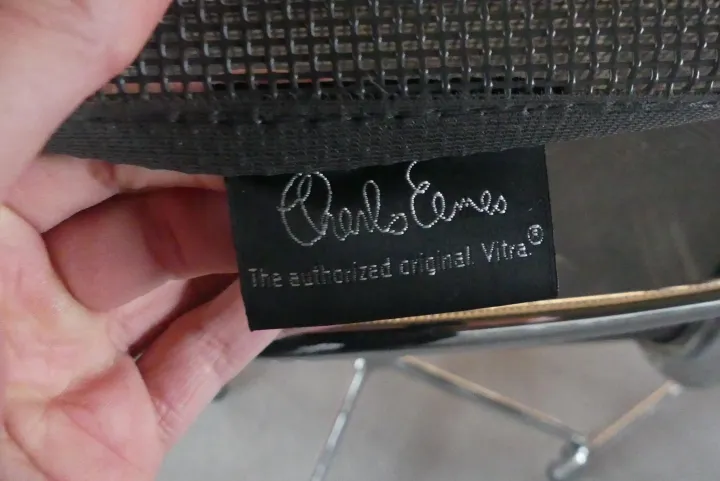 Charles Eames
The authorized original. Vitra.®